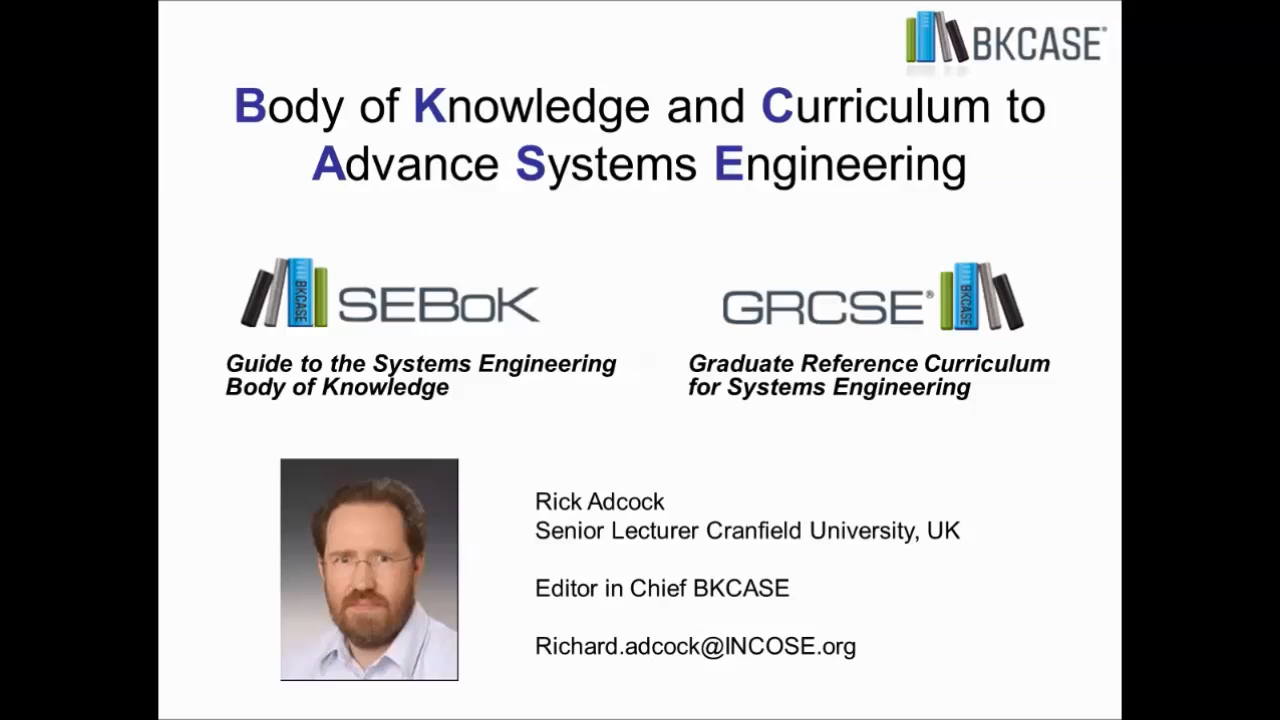 BKCASE®
Body of Knowledge and Curriculum to
Advance Systems Engineering
BKCASE SEBoK
GRCSE® BKCASE
Guide to the Systems Engineering
Body of Knowledge
Graduate Reference Curriculum
for Systems Engineering
Rick Adcock
Senior Lecturer Cranfield University, UK
Editor in Chief BKCASE
Richard.adcock@INCOSE.org